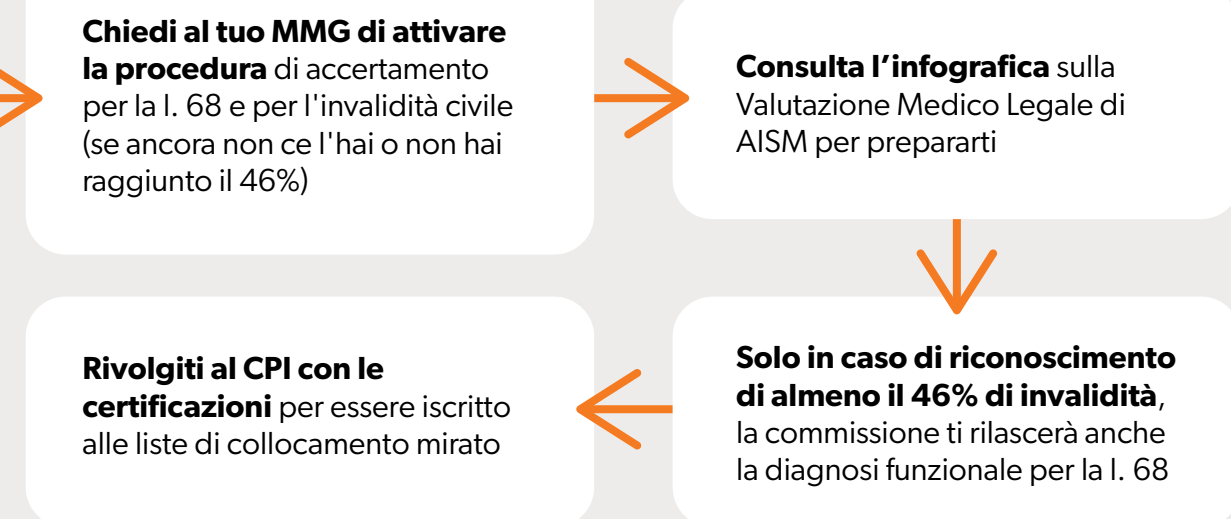 Chiedi al tuo MMG di attivare
la procedura di accertamento
per la l. 68 e per l'invalidità civile
(se ancora non ce l'hai o non hai
raggiunto il 46%)
Consulta l’infografica sulla
Valutazione Medico Legale di
AISM per prepararti
Solo in caso di riconoscimento
di almeno il 46% di invalidità,
la commissione ti rilascerà anche
la diagnosi funzionale per la l. 68
Rivolgiti al CPI con le
certificazioni per essere iscritto
alle liste di collocamento mirato